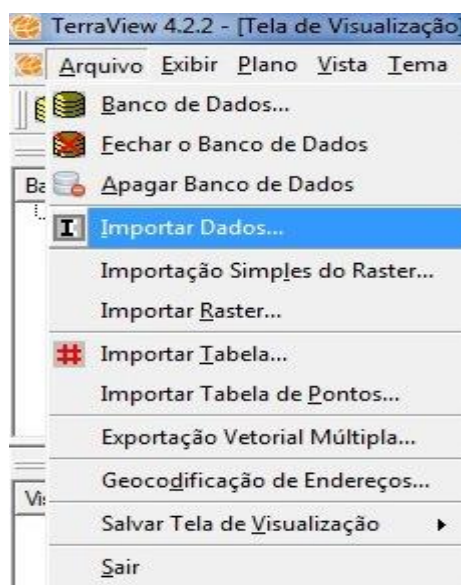 TerraView 4.2.2 - [Tela de Visualização]
Arquivo Exibir Plano Vista Tema
Banco de Dados...
Fechar o Banco de Dados
Ba
Apagar Banco de Dados
I Importar Dados...
Importação Simples do Raster...
Importar Raster...
Importar Tabela...
Importar Tabela de Pontos...
Exportação Vetorial Múltipla...
Geocodificação de Endereços...
Vi
Salvar Tela de Visualização
Sair